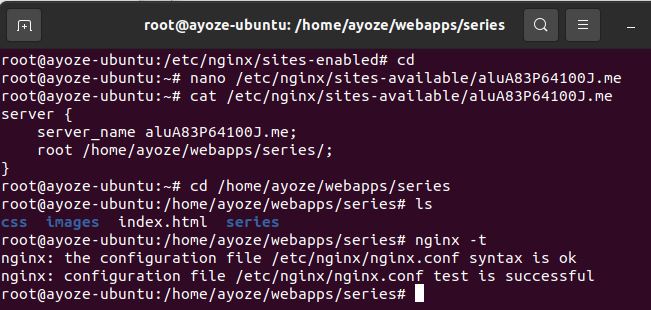 root@ayoze-ubuntu: /home/ayoze/webapps/series
root@ayoze-ubuntu:/etc/nginx/sites-enabled# cd
root@ayoze-ubuntu:~# nano /etc/nginx/sites-available/aluA83P64100J.me
root@ayoze-ubuntu:~# cat /etc/nginx/sites-available/aluA83P64100J.me
server {
    server_name aluA83P64100J.me;
    root /home/ayoze/webapps/series/;
}
root@ayoze-ubuntu:~# cd /home/ayoze/webapps/series
root@ayoze-ubuntu:/home/ayoze/webapps/series# ls
css  images  index.html  series
root@ayoze-ubuntu:/home/ayoze/webapps/series# nginx -t
nginx: the configuration file /etc/nginx/nginx.conf syntax is ok
nginx: configuration file /etc/nginx/nginx.conf test is successful
root@ayoze-ubuntu:/home/ayoze/webapps/series#